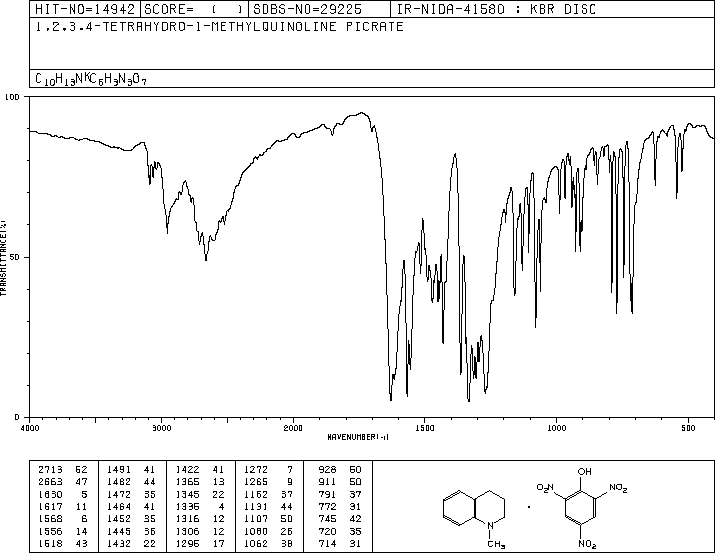 HIT-NO=14942 SCORE= ( ) SDBS-NO=29225 IR-NIDA-41580 : KBR DISC
1,2,3,4-TETRAHYDRO-1-METHYLQUINOLINE PICRATE
C10H13N*C6H3N3O7
100
50
0
TRANSMITTANCE(%)
4000 3000 2000 1500 1000 500
WAVENUMBER(-1)
2713 52 1491 41 1422 41 1272 7 928 50
2663 47 1482 44 1365 13 1265 9 911 50
1630 5 1472 35 1345 22 1162 37 791 37
1617 11 1464 41 1335 4 1131 44 772 31
1568 6 1452 35 1316 12 1107 50 745 42
1556 14 1445 36 1306 12 1080 26 720 35
1518 43 1432 22 1295 17 1062 38 714 31
OH
O2N NO2
N
CH3
NO2